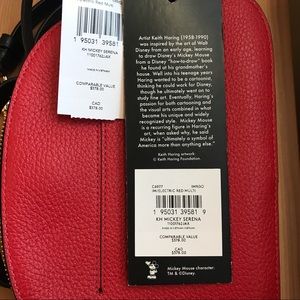 1 95031 39581
KH MICKEY SERENA
COMPARABLE VALUE
$378.00
CAD
$378.00
Artist Keith Haring (1958-1990)
was inspired by the art of Walt
Disney from an early age, learning
to draw Disney's Mickey Mouse
from a Disney "how-to-draw" book
he found at his grandmother's
house. Well into his teenage years
Haring wanted to be a cartoonist,
thinking he could work for Disney,
though he ultimately went on to
study fine art. Eventually, Haring's
passion for both cartooning and
the visual arts combined in what
became his unique and widely
recognized style. Mickey Mouse
is a recurring figure in Haring's
art, when asked why, he said
Mickey is "ultimately a symbol of
America more than anything else."
Keith Haring artwork
© Keith Haring Foundation.
C6977
IM/ELECTRIC RED MULTI
1 95031 39581 9
KH MICKEY SERENA
COMPARABLE VALUE
$378.00
CAD
$378.00
Mickey Mouse character:
TM & ©Disney.